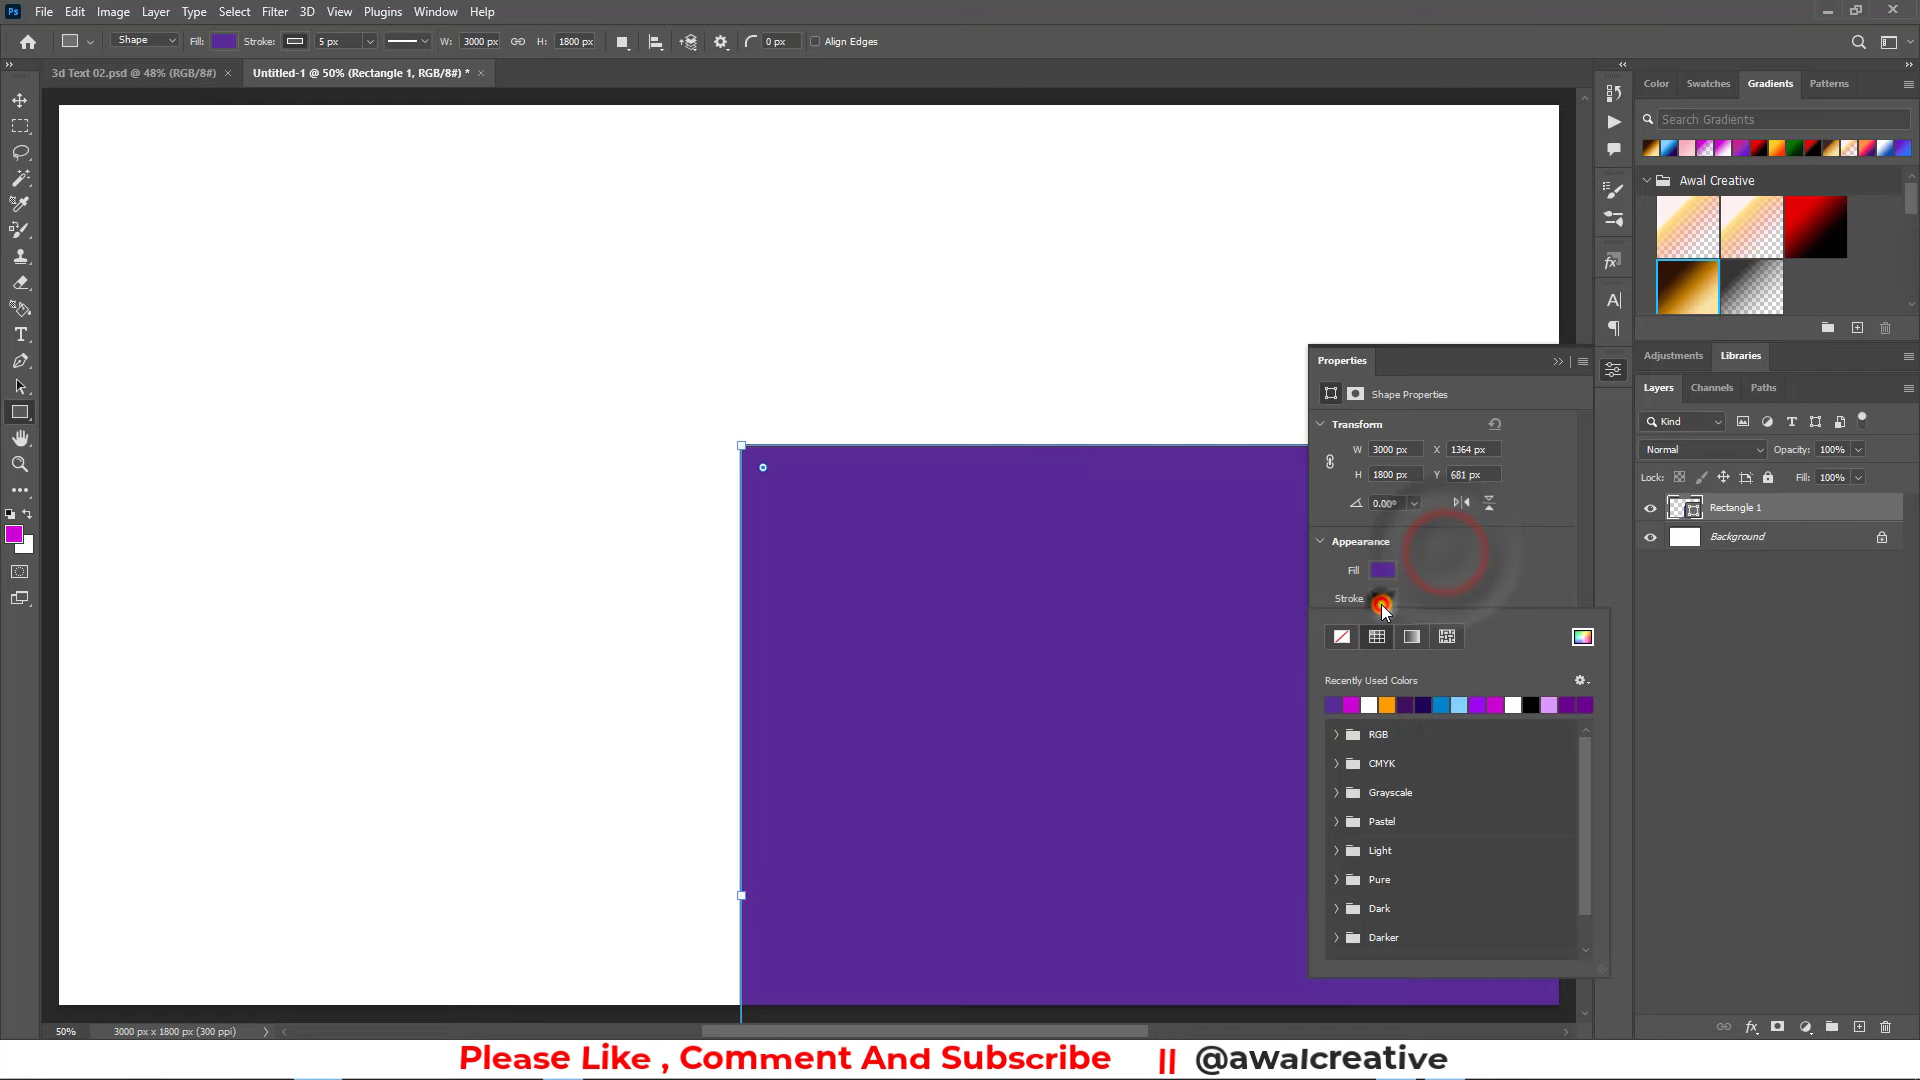 Ps File Edit Image Layer Type Select Filter 3D View Plugins Window Help
Shape Fill: Stroke: 5 px W: 3000 px H: 1800 px 0 px Align Edges
3d Text 02.psd @ 48% (RGB/8#) × Untitled-1 @ 50% (Rectangle 1, RGB/8#) * ×
Color Swatches Gradients Patterns
Search Gradients
Awal Creative
Adjustments Libraries
Layers Channels Paths
Kind
Normal Opacity: 100%
Lock: Fill: 100%
Rectangle 1
Background
Properties
Shape Properties
Transform
W 3000 px X 1364 px
H 1800 px Y 681 px
0.00°
Appearance
Fill
Stroke
Recently Used Colors
RGB
CMYK
Grayscale
Pastel
Light
Pure
Dark
Darker
50% 3000 px x 1800 px (300 ppi)
Please Like , Comment And Subscribe || @awalcreative